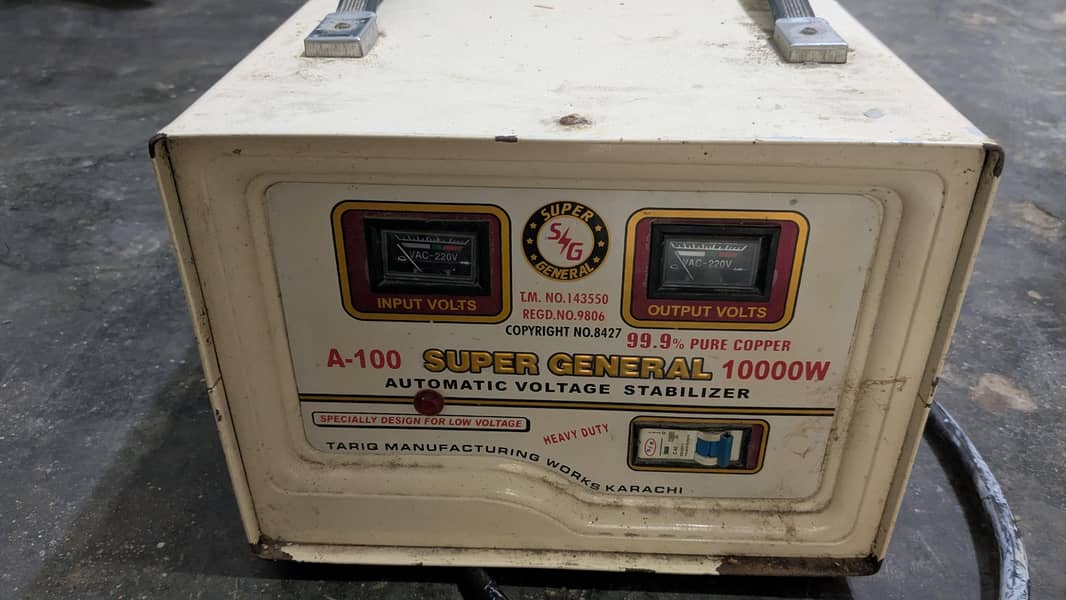 VAC-220V
INPUT VOLTS
SUPER
SG
GENERAL
VAC-220V
OUTPUT VOLTS
T.M. NO.143550
REGD.NO.9806
COPYRIGHT NO.8427
99.9% PURE COPPER
A-100 SUPER GENERAL 10000W
AUTOMATIC VOLTAGE STABILIZER
SPECIALLY DESIGN FOR LOW VOLTAGE
HEAVY DUTY
TARIQ MANUFACTURING WORKS KARACHI